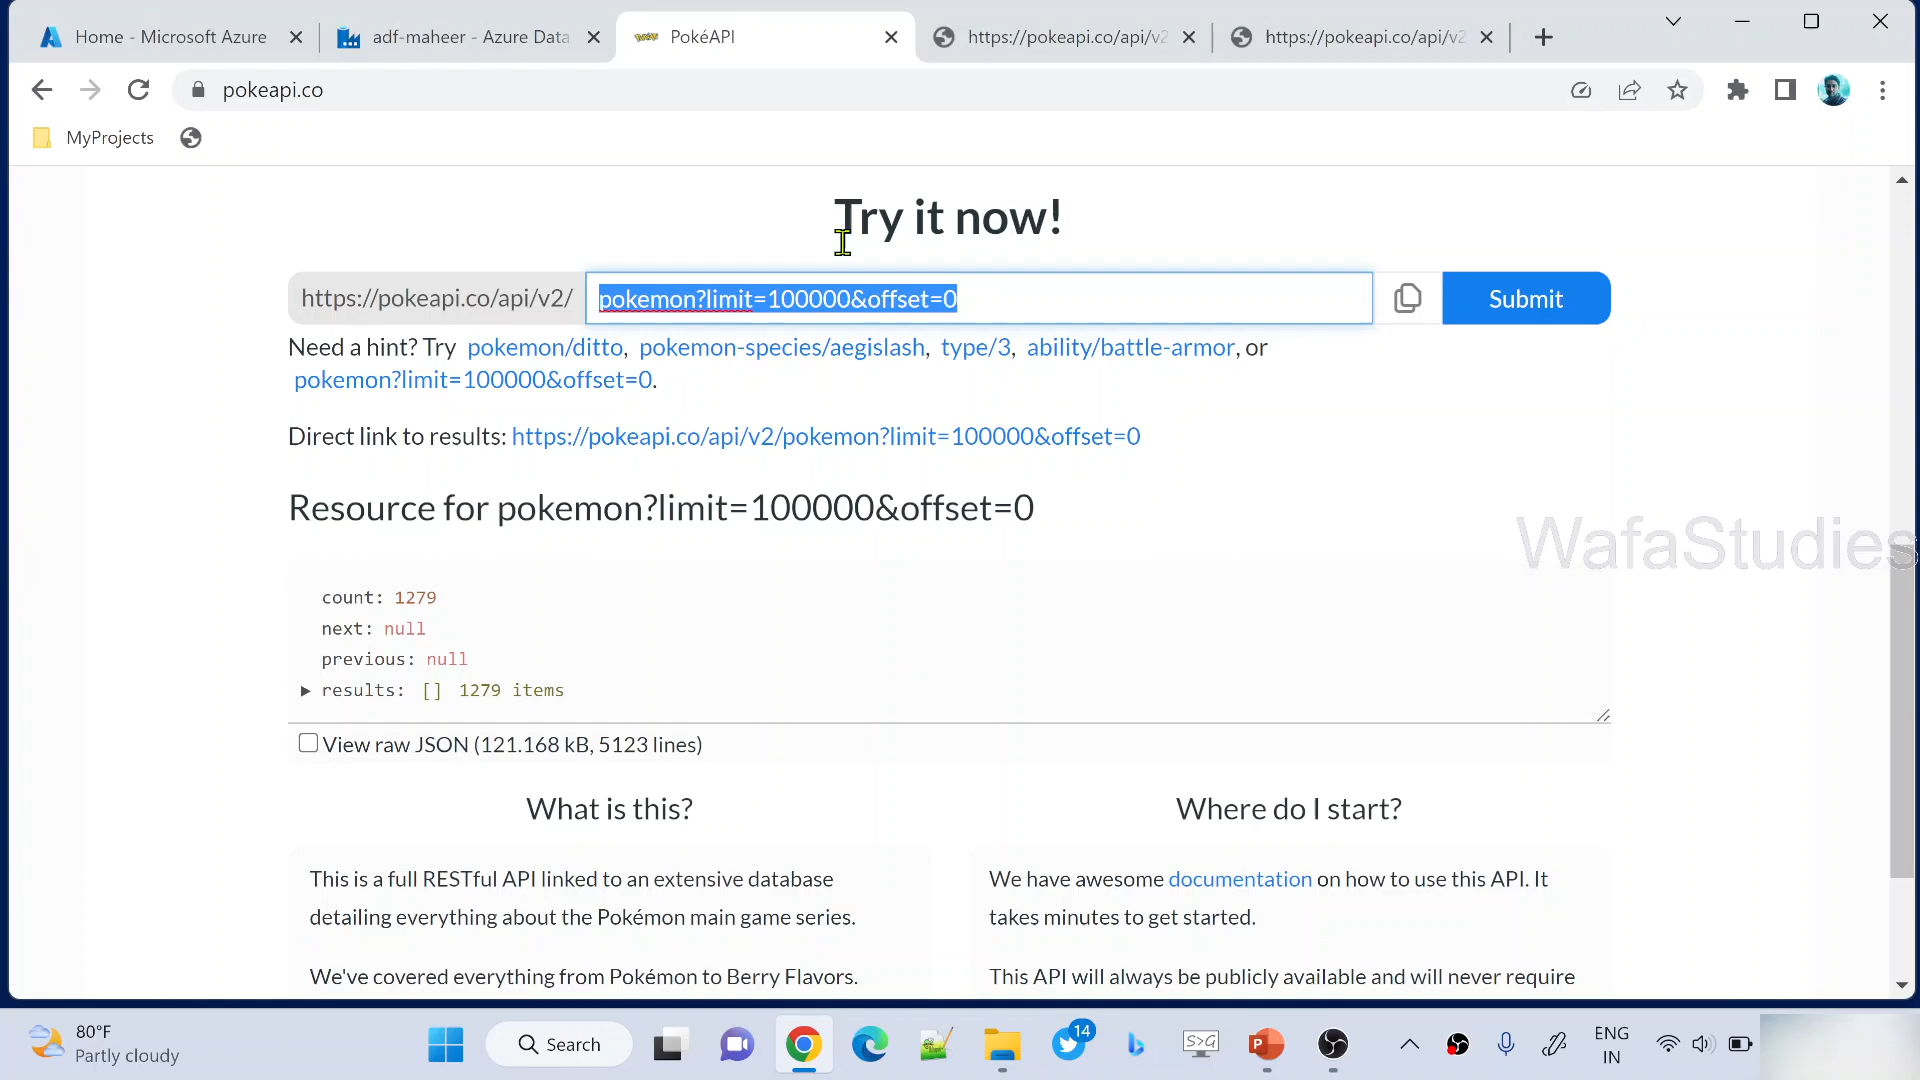 Home - Microsoft Azure
adf-maheer - Azure Data
PokéAPI
https://pokeapi.co/api/v2
https://pokeapi.co/api/v2
pokeapi.co
MyProjects
Try it now!
https://pokeapi.co/api/v2/
pokemon?limit=100000&offset=0
Submit
Need a hint? Try pokemon/ditto, pokemon-species/aegislash, type/3, ability/battle-armor, or
pokemon?limit=100000&offset=0.
Direct link to results: https://pokeapi.co/api/v2/pokemon?limit=100000&offset=0
Resource for pokemon?limit=100000&offset=0
WafaStudies
count: 1279
next: null
previous: null
results: [] 1279 items
View raw JSON (121.168 kB, 5123 lines)
What is this?
This is a full RESTful API linked to an extensive database
detailing everything about the Pokémon main game series.
We've covered everything from Pokémon to Berry Flavors.
Where do I start?
We have awesome documentation on how to use this API. It
takes minutes to get started.
This API will always be publicly available and will never require
80°F
Partly cloudy
Search
14
S>G
P
ENG
IN